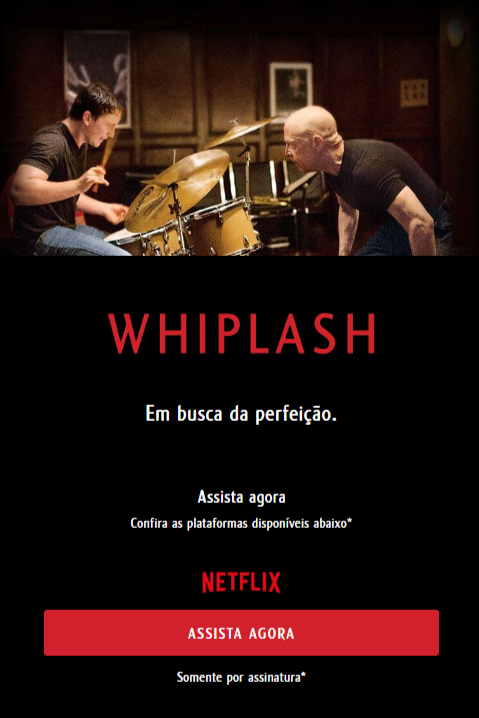 WHIPLASH
Em busca da perfeição.
Assista agora
Confira as plataformas disponíveis abaixo*
NETFLIX
ASSISTA AGORA
Somente por assinatura*